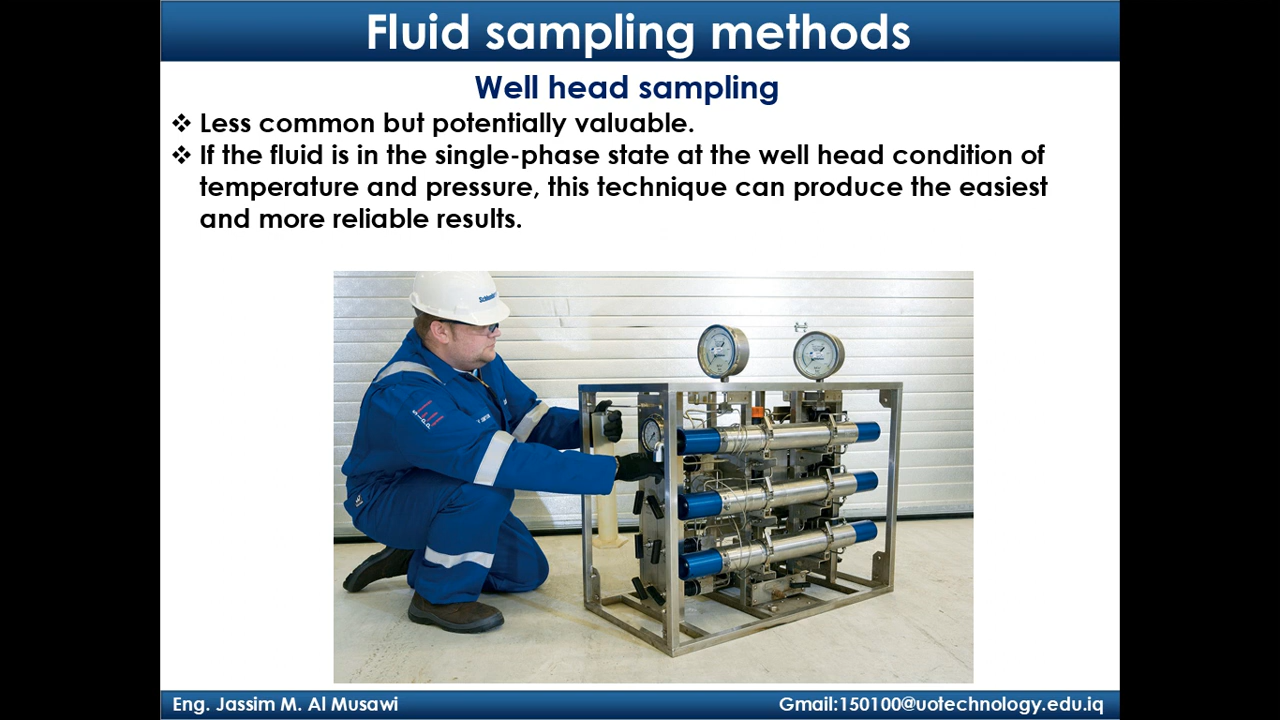 Fluid sampling methods
Well head sampling
❖ Less common but potentially valuable.
❖ If the fluid is in the single-phase state at the well head condition of
temperature and pressure, this technique can produce the easiest
and more reliable results.
Eng. Jassim M. Al Musawi
Gmail:150100@uotechnology.edu.iq